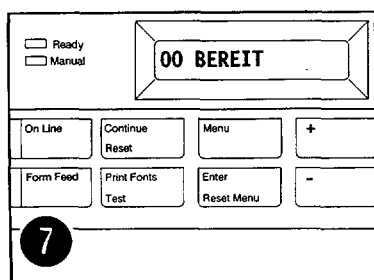 Ready
Manual
00 BEREIT
On Line
Continue
Reset
Menu
+
Form Feed
Print Fonts
Test
Enter
Reset Menu
-
7